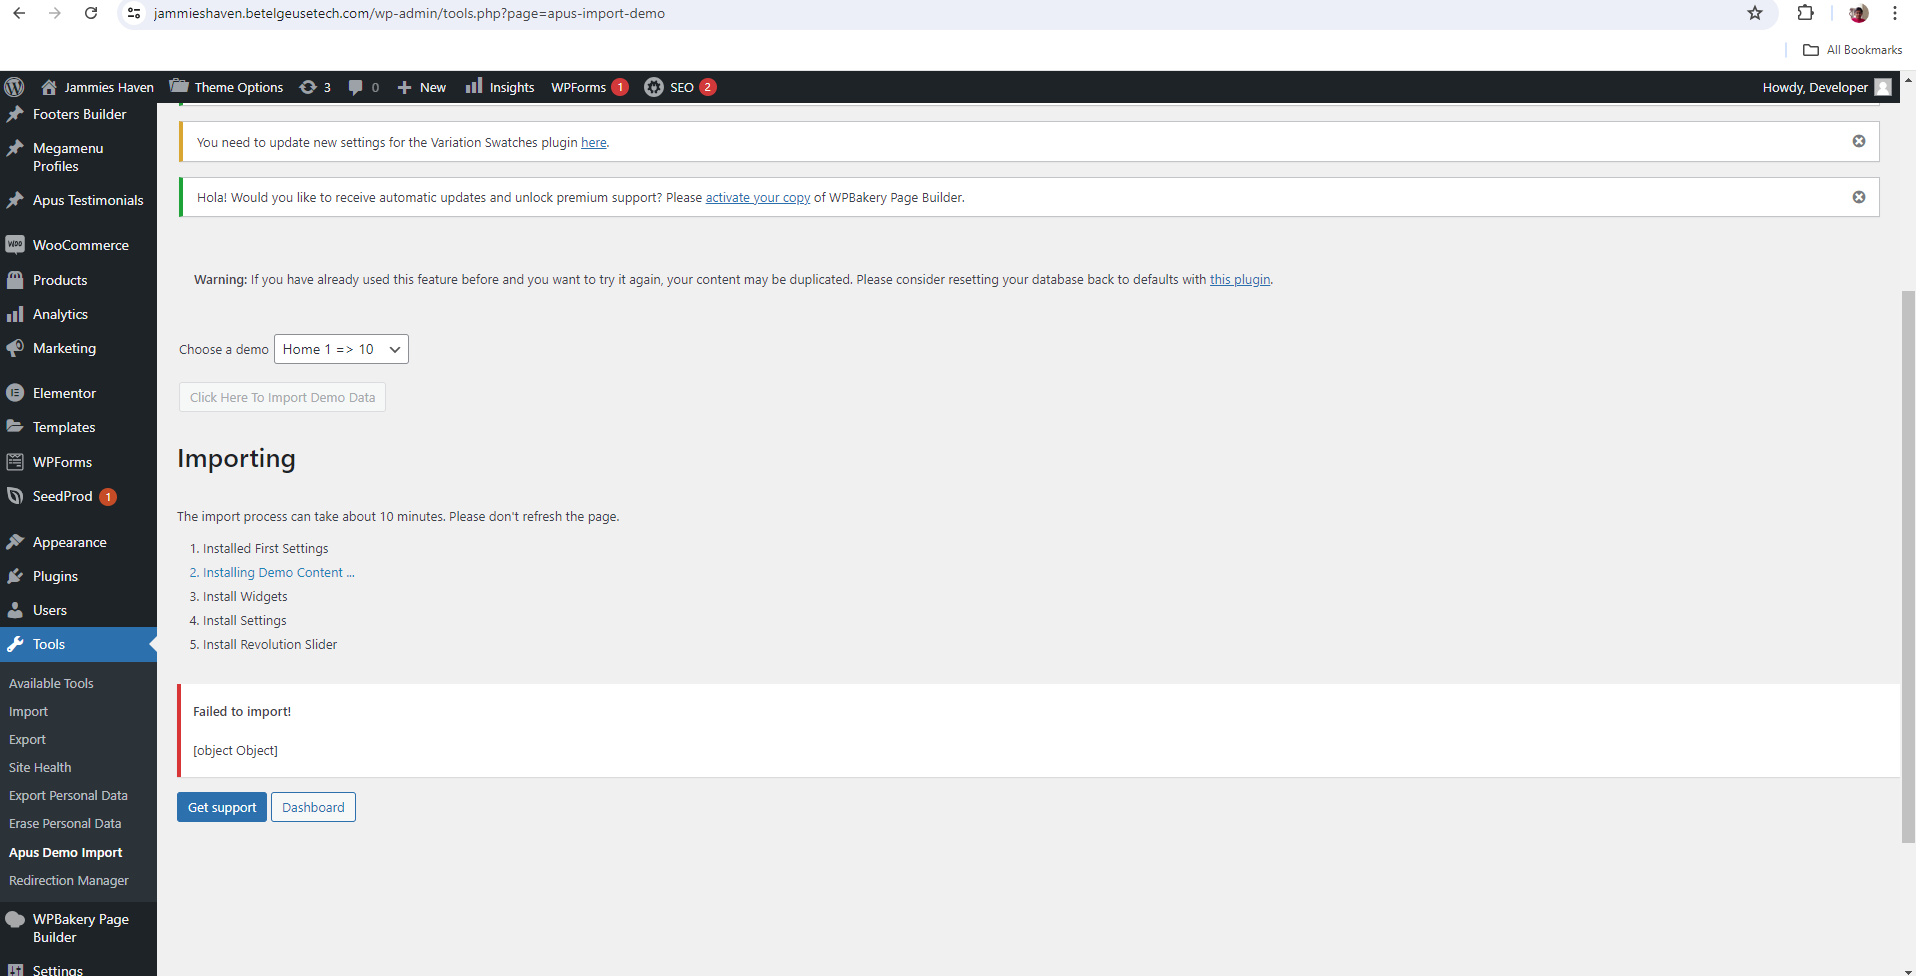 jammieshaven.betelgeusetech.com/wp-admin/tools.php?page=apus-import-demo
All Bookmarks
Jammies Haven
Theme Options
3
0
New
Insights
WPForms 1
SEO 2
Howdy, Developer
Footers Builder
Megamenu
Profiles
Apus Testimonials
WooCommerce
Products
Analytics
Marketing
Elementor
Templates
WPForms
SeedProd 1
Appearance
Plugins
Users
Tools
Available Tools
Import
Export
Site Health
Export Personal Data
Erase Personal Data
Apus Demo Import
Redirection Manager
WPBakery Page
Builder
Settings
You need to update new settings for the Variation Swatches plugin here.
Hola! Would you like to receive automatic updates and unlock premium support? Please activate your copy of WPBakery Page Builder.
Warning: If you have already used this feature before and you want to try it again, your content may be duplicated. Please consider resetting your database back to defaults with this plugin.
Choose a demo Home 1 => 10
Click Here To Import Demo Data
Importing
The import process can take about 10 minutes. Please don't refresh the page.
1. Installed First Settings
2. Installing Demo Content ...
3. Install Widgets
4. Install Settings
5. Install Revolution Slider
Failed to import!
[object Object]
Get support
Dashboard